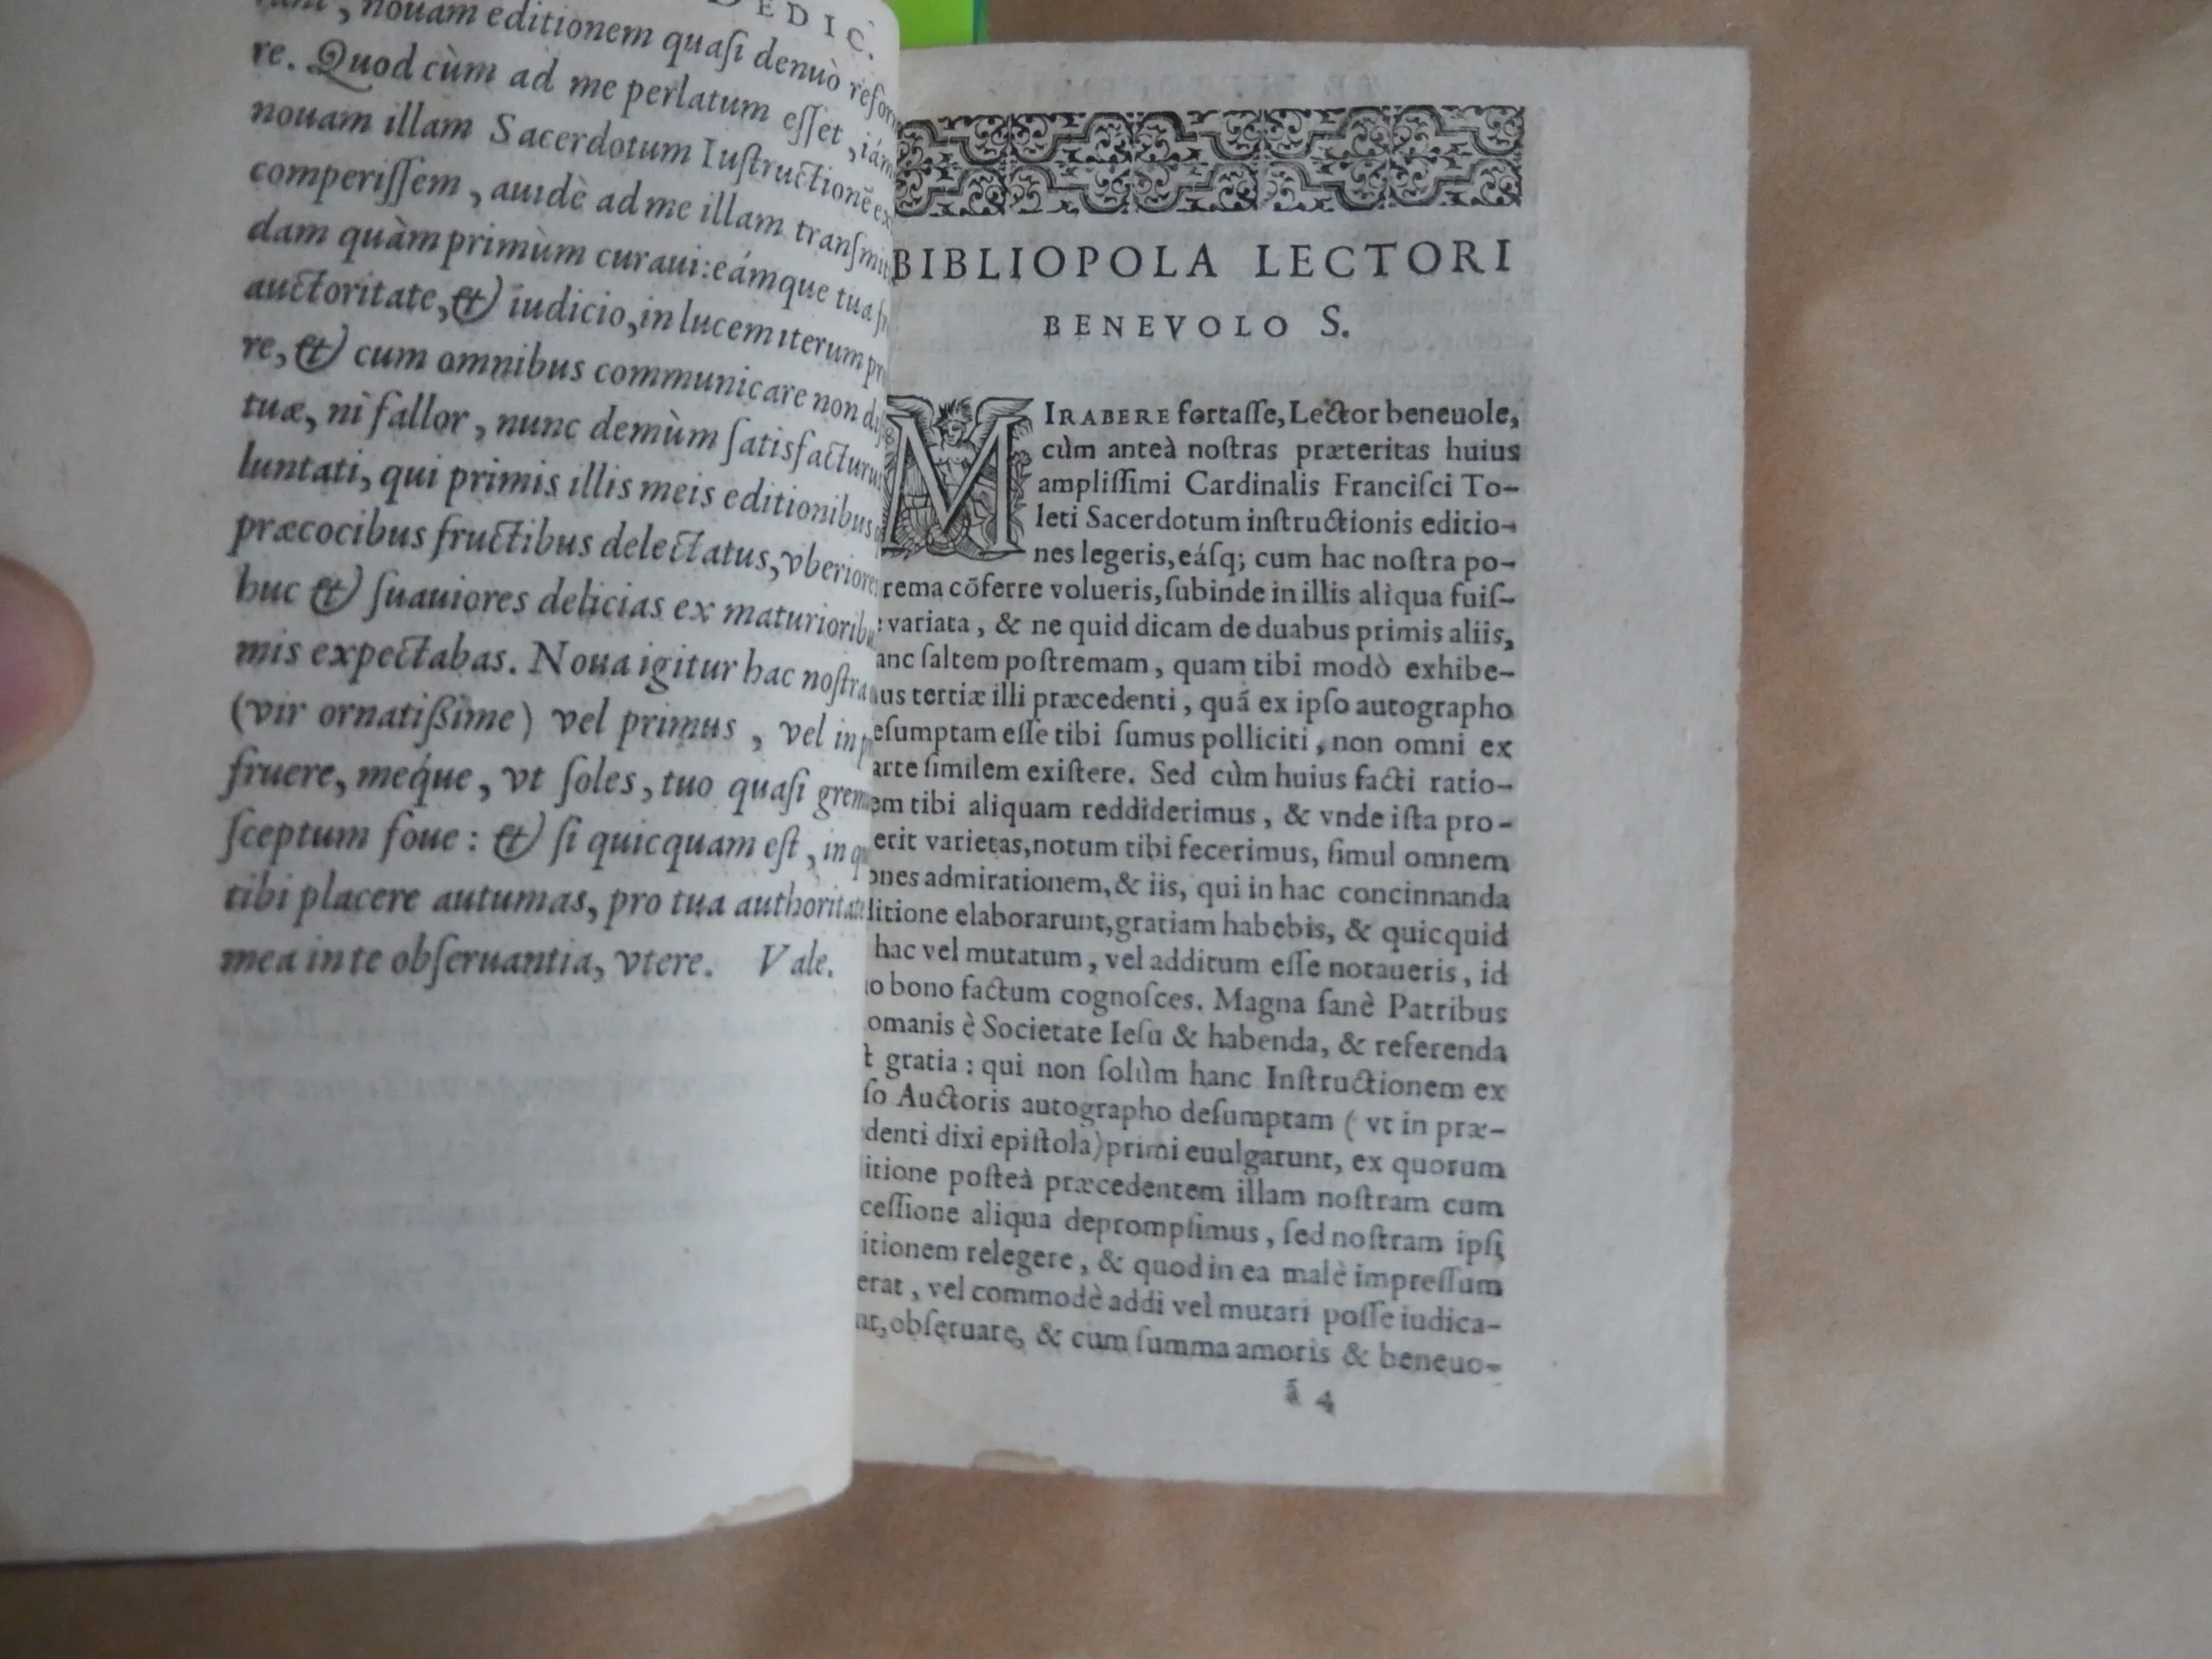 DEDIC.
nouam editionem quaſi denuò
re. Quod cùm ad me perlatum eſſet, iám
nouam illam Sacerdotum Iuſtructionē
comperiſſem, auidè ad me illam
dam quàm primùm curaui: eámque tua
auctoritate, & iudicio, in lucem iterum
re, & cum omnibus communicare non
tuæ, ni fallor, nunc demùm
luntati, qui primis illis meis editionibus
præcocibus fructibus delectatus,
huc & ſuauiores delicias ex
mis expectabas. Noua igitur hac
(vir ornatißime) vel primus, vel
fruere, meque, vt ſoles, tuo quaſi
ſceptum foue: & ſi quicquam eſt, in
tibi placere autumas, pro tua
mea in te obſeruantia, vtere. Vale.
BIBLIOPOLA LECTORI
BENEVOLO S.
MIRABERE fortaſſe, Lector beneuole,
cùm anteà noſtras præteritas huius
ampliſſimi Cardinalis Franciſci To-
leti Sacerdotum inſtructionis editio-
nes legeris, eáſq; cum hac noſtra po-
rema cōferre volueris, ſubinde in illis aliqua fuiſ-
variata, & ne quid dicam de duabus primis aliis,
anc ſaltem poſtremam, quam tibi modò exhibe-
us tertiæ illi præcedenti, quá ex ipſo autographo
eſumptam eſſe tibi ſumus polliciti, non omni ex
arte ſimilem exiſtere. Sed cùm huius facti ratio-
em tibi aliquam reddiderimus, & vnde iſta pro-
erit varietas, notum tibi fecerimus, ſimul omnem
ones admirationem, & iis, qui in hac concinnanda
litione elaborarunt, gratiam habebis, & quicquid
hac vel mutatum, vel additum eſſe notaueris, id
o bono factum cognoſces. Magna ſanè Patribus
omanis è Societate Ieſu & habenda, & referenda
t gratia: qui non ſolùm hanc Inſtructionem ex
ſo Auctoris autographo deſumptam (vt in præ-
denti dixi epiſtola) primi euulgarunt, ex quorum
itione poſteà præcedentem illam noſtram cum
ceſſione aliqua depromptimus, ſed noſtram ipſi
itionem relegere, & quod in ea malè impreſſum
erat, vel commodè addi vel mutari poſſe iudica-
nt, obſeruare, & cum ſumma amoris & beneuo-
ã 4